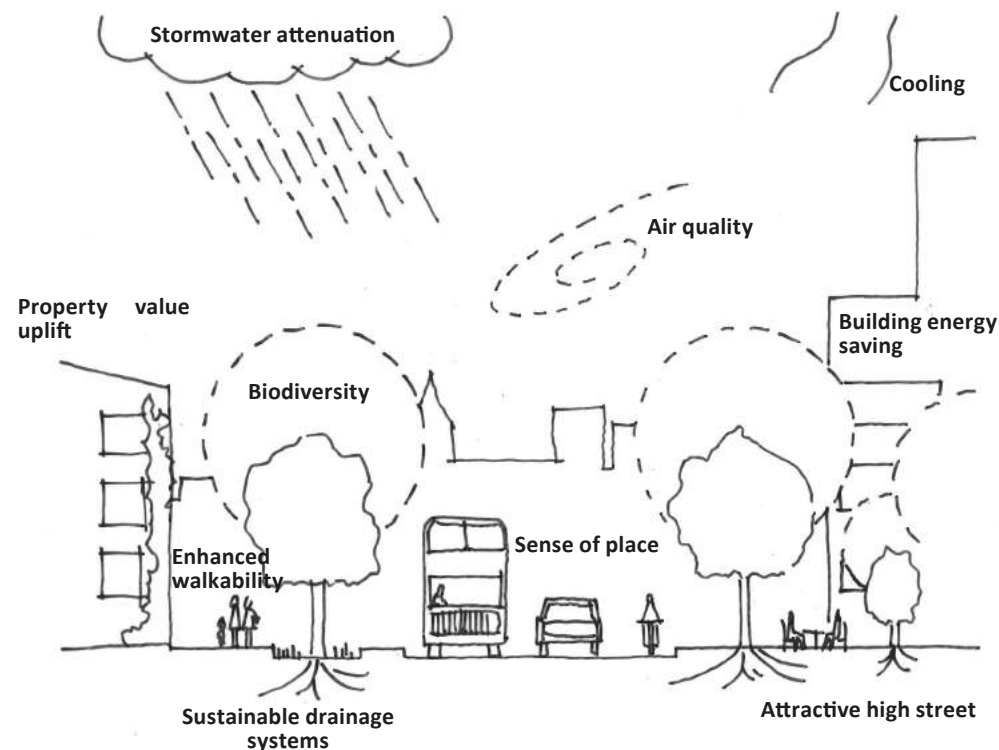 Stormwater attenuation
Cooling
Air quality
Property value
uplift
Building energy
saving
Biodiversity
Enhanced
walkability
Sense of place
Sustainable drainage
systems
Attractive high street